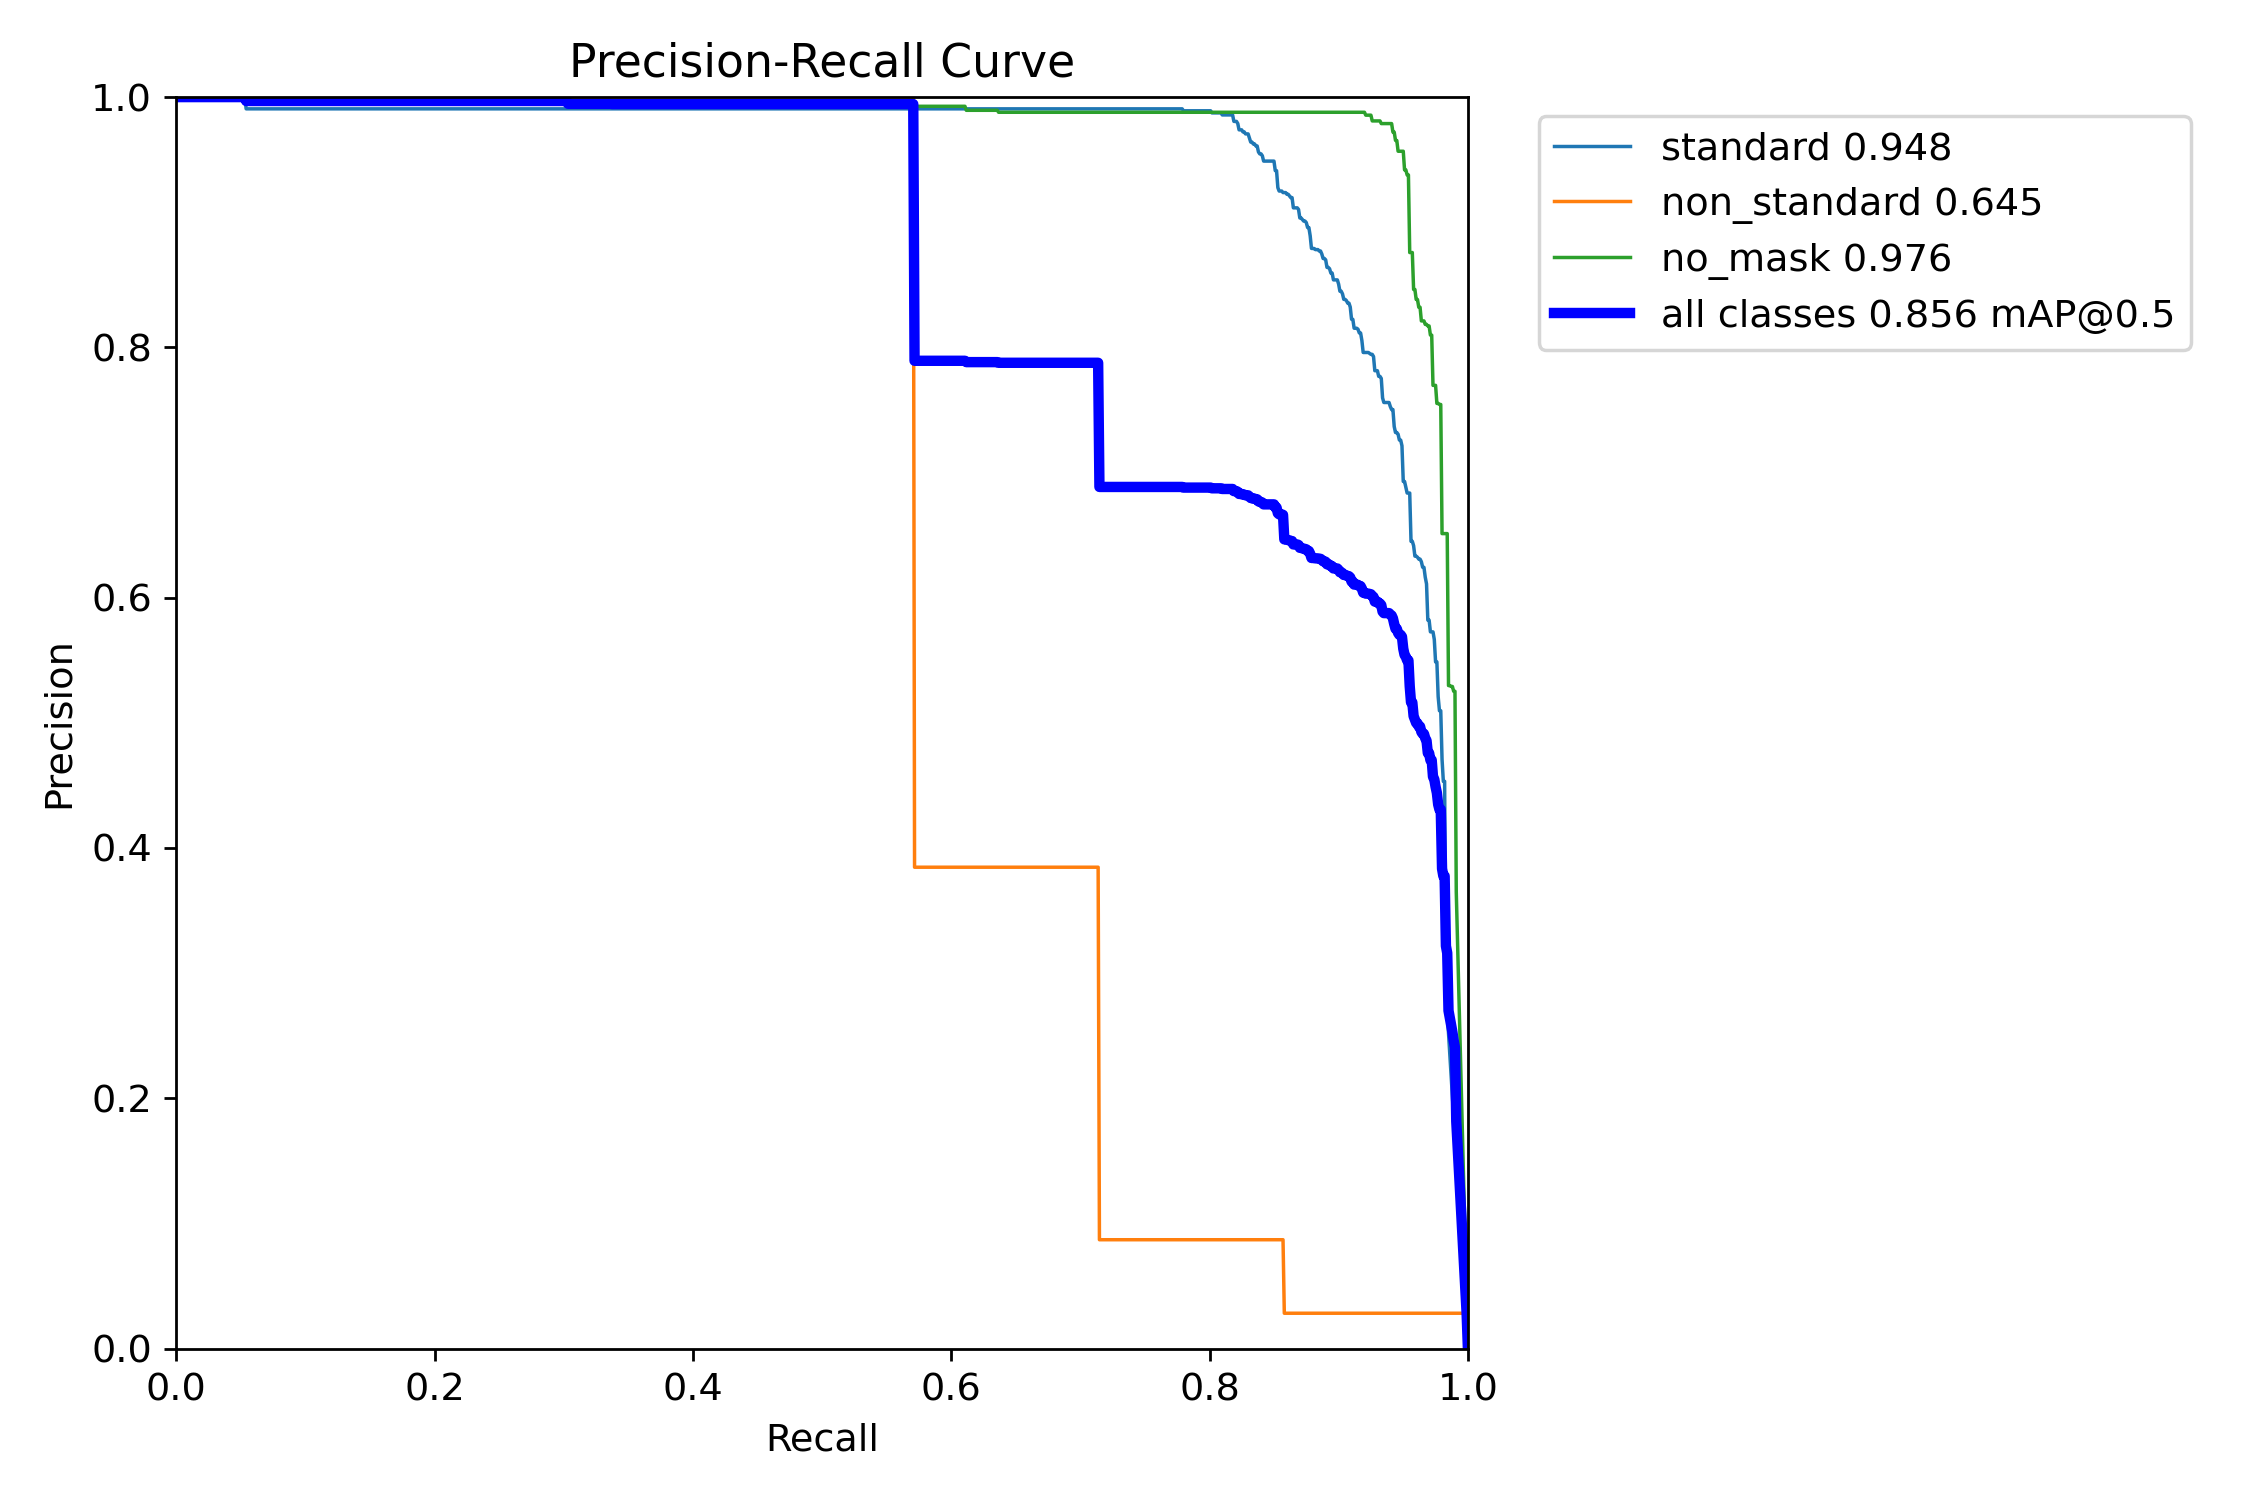 Precision-Recall Curve
1.0
0.8
0.6
0.4
0.2
0.0
Precision
0.0 0.2 0.4 0.6 0.8 1.0
Recall
standard 0.948
non_standard 0.645
no_mask 0.976
all classes 0.856 mAP@0.5